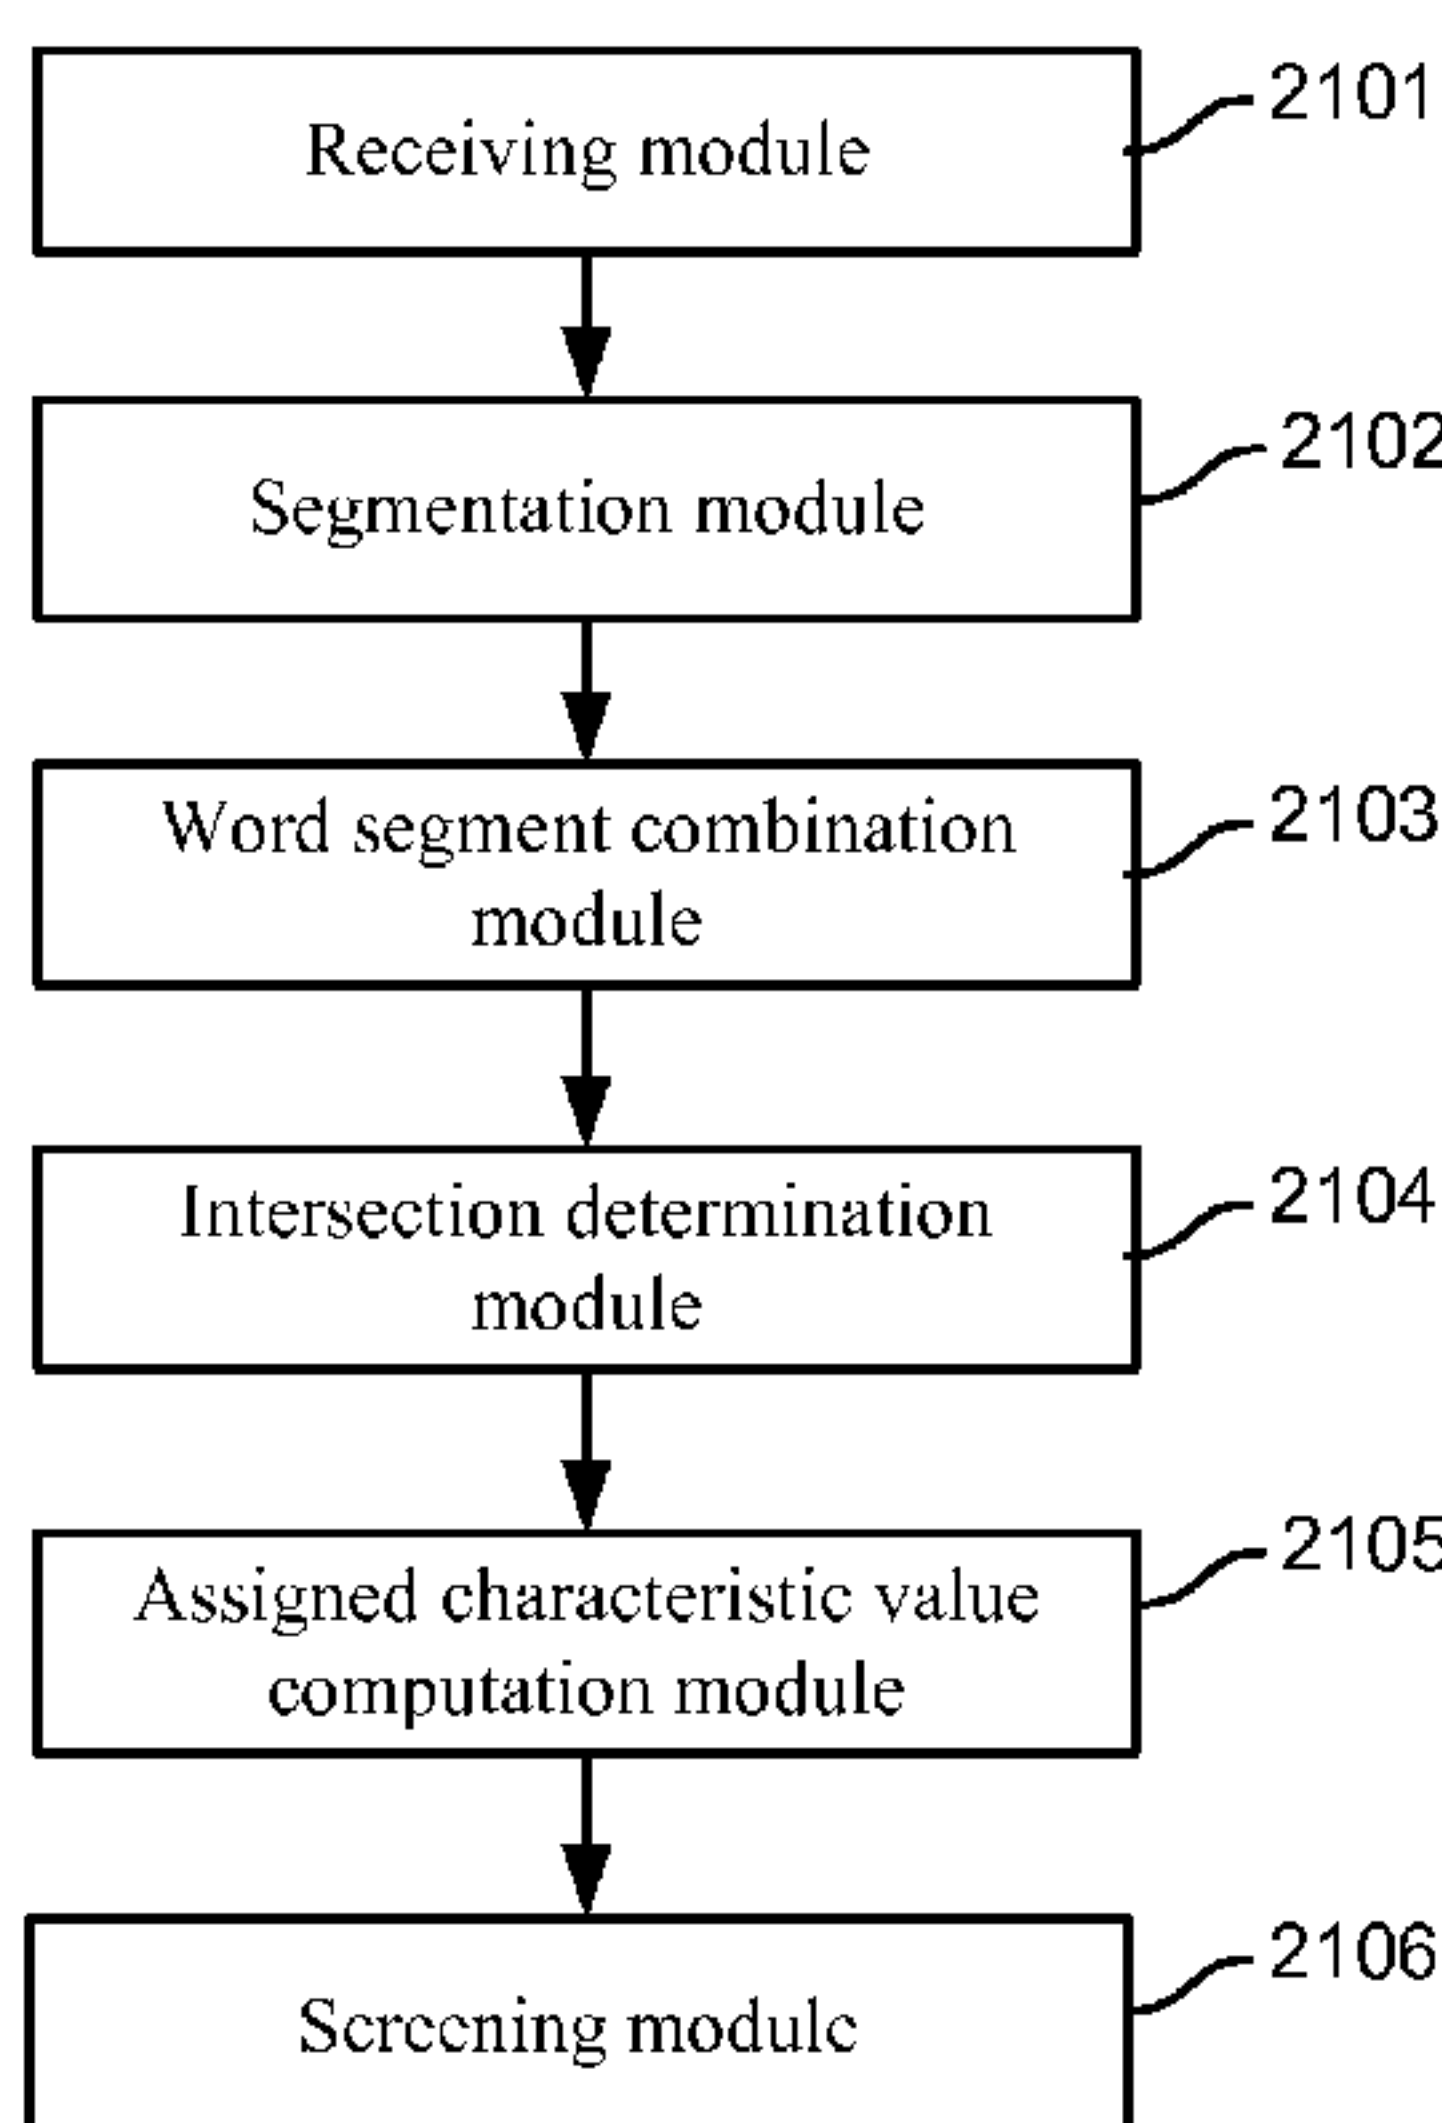 Receiving module
2101
Segmentation module
2102
Word segment combination
module
2103
Intersection determination
module
2104
Assigned characteristic value
computation module
2105
Screening module
2106